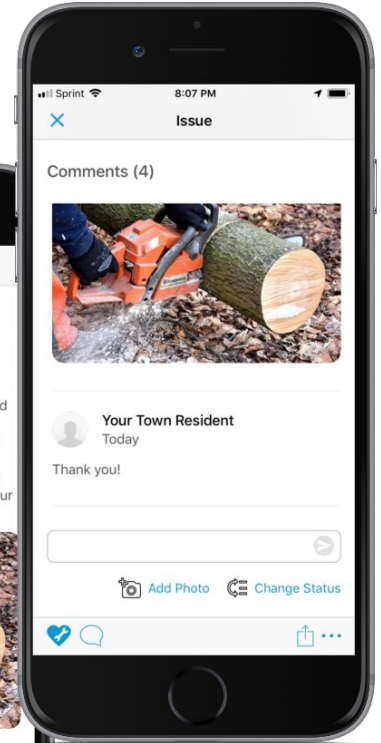 Sprint
8:07 PM
Issue
Comments (4)
Your Town Resident
Today
Thank you!
Add Photo
Change Status